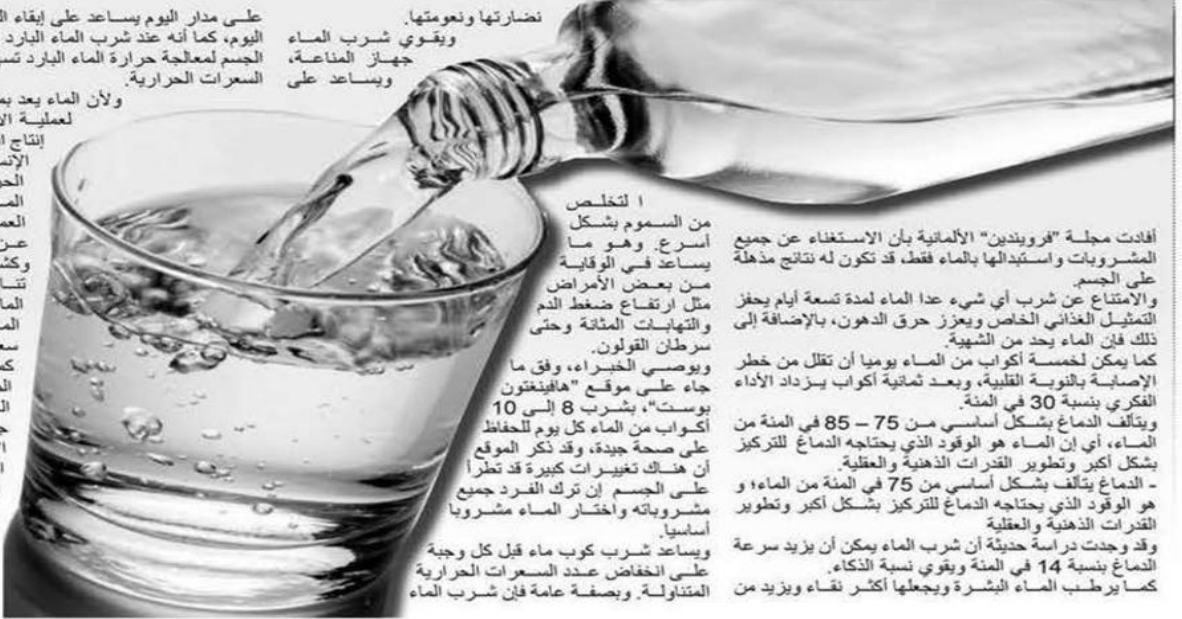 أفادت مجلة "فرويندين" الألمانية بأن الاستغناء عن جميع
المشروبات واستبدالها بالماء فقط، قد تكون له نتائج مذهلة
على الجسم.
والامتناع عن شرب أي شيء عدا الماء لمدة تسعة أيام يحفز
التمثيل الغذائي الخاص ويعزز حرق الدهون، بالإضافة إلى
ذلك فإن الماء يحد من الشهية.
كما يمكن لخمسة أكواب من الماء يوميا أن تقلل من خطر
الإصابة بالنوبة القلبية، وبعد ثمانية أكواب يزداد الأداء
الفكري بنسبة 30 في المئة.
ويتألف الدماغ بشكل أساسي من 75 – 85 في المئة من
الماء، أي إن الماء هو الوقود الذي يحتاجه الدماغ للتركيز
بشكل أكبر وتطوير القدرات الذهنية والعقلية.
- الدماغ يتألف بشكل أساسي من 75 في المئة من الماء؛ و
هو الوقود الذي يحتاجه الدماغ للتركيز بشكل أكبر وتطوير
القدرات الذهنية والعقلية
وقد وجدت دراسة حديثة أن شرب الماء يمكن أن يزيد سرعة
الدماغ بنسبة 14 في المئة ويقوي نسبة الذكاء.
كما يرطب الماء البشرة ويجعلها أكثر نقاء ويزيد من
نضارتها ونعومتها.
ويقوي شرب الماء
جهاز المناعة،
ويساعد على
ا لتخلص
من السموم بشكل
أسرع. وهو ما
يساعد في الوقاية
من بعض الأمراض
مثل ارتفاع ضغط الدم
والتهابات المثانة وحتى
سرطان القولون.
ويوصي الخبراء، وفق ما
جاء على موقع "هافينغتون
بوست"، بشرب 8 إلى 10
أكواب من الماء كل يوم للحفاظ
على صحة جيدة، وقد ذكر الموقع
أن هناك تغييرات كبيرة قد تطرأ
على الجسم إن ترك الفرد جميع
مشروباته واختار الماء مشروبا
أساسيا.
ويساعد شرب كوب ماء قبل كل وجبة
على انخفاض عدد السعرات الحرارية
المتناولة. وبصفة عامة فإن شرب الماء
على مدار اليوم يساعد على إبقاء
اليوم، كما أنه عند شرب الماء البارد
الجسم لمعالجة حرارة الماء البارد
السعرات الحرارية.
ولأن الماء يعد
لعملية
إنتاج
عن